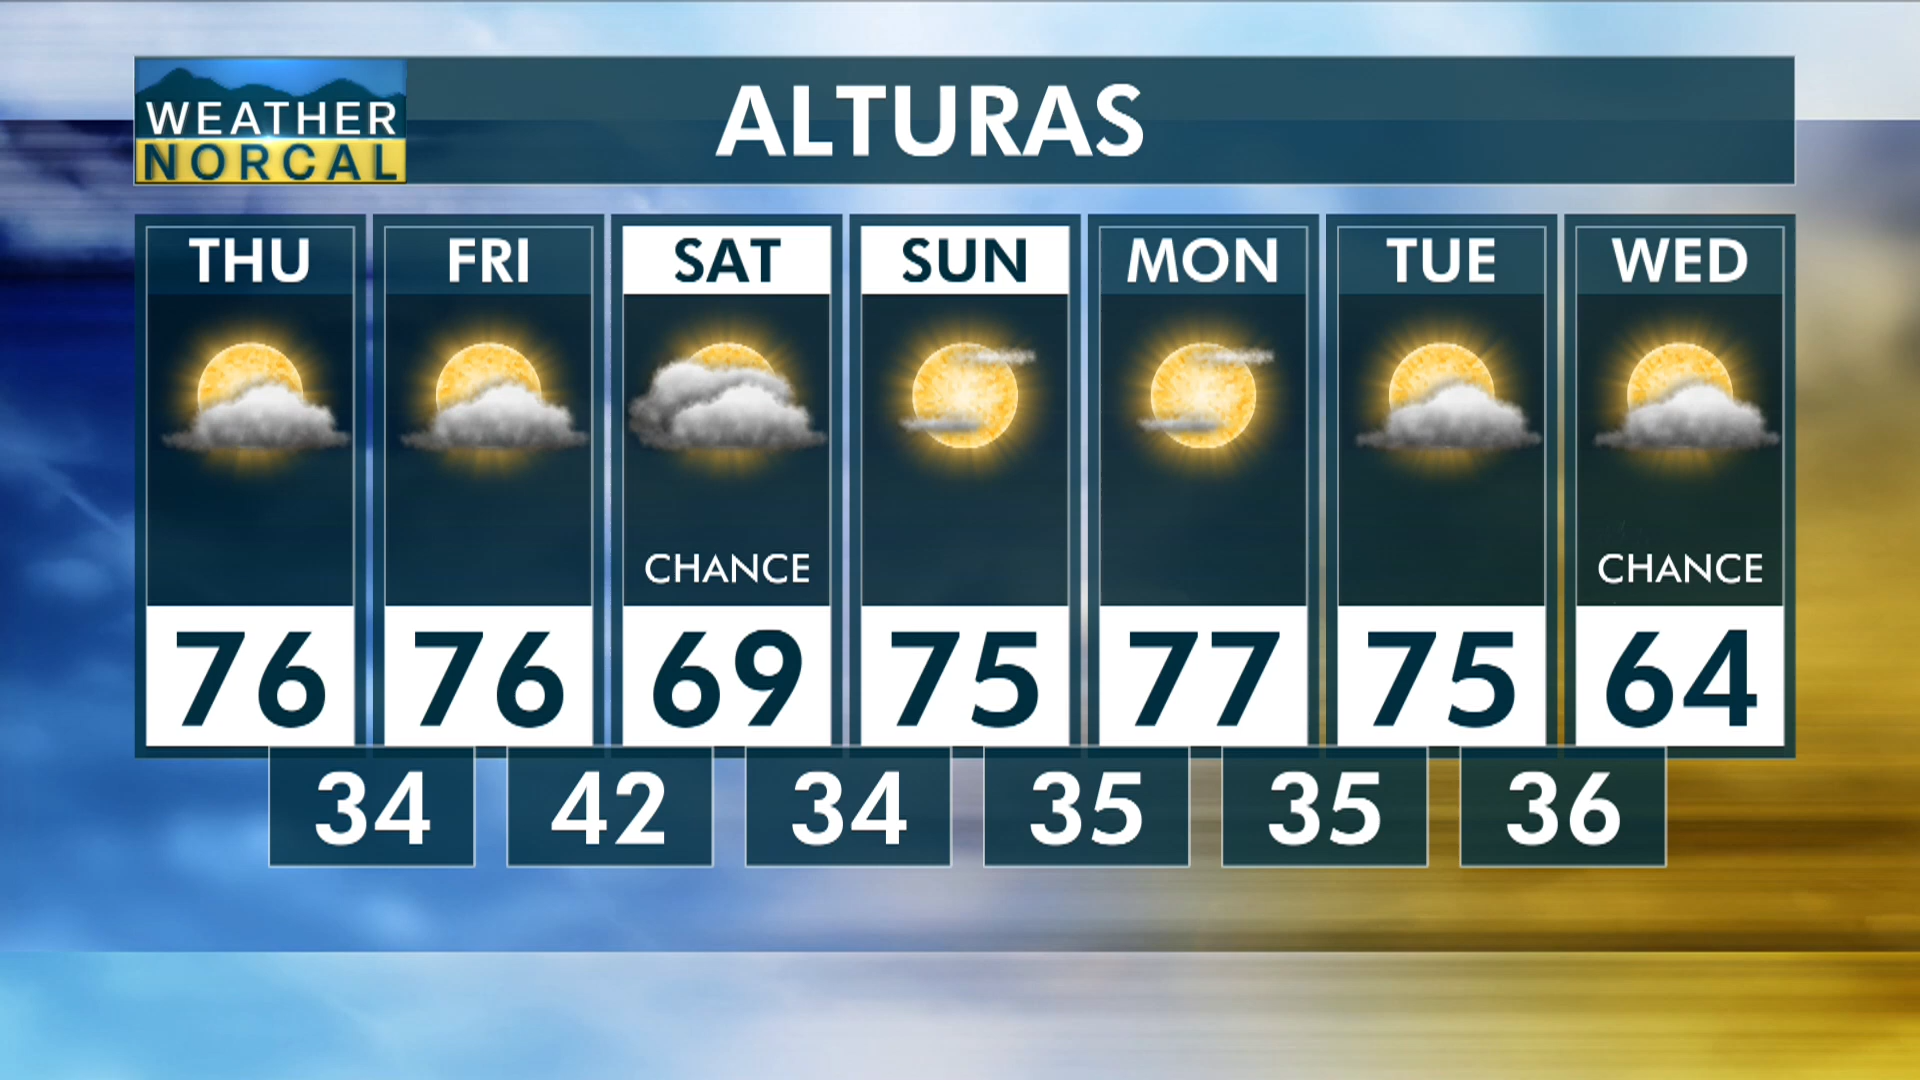 WEATHER
NORCAL
ALTURAS
THU FRI SAT SUN MON TUE WED
CHANCE CHANCE
76 76 69 75 77 75 64
34 42 34 35 35 36